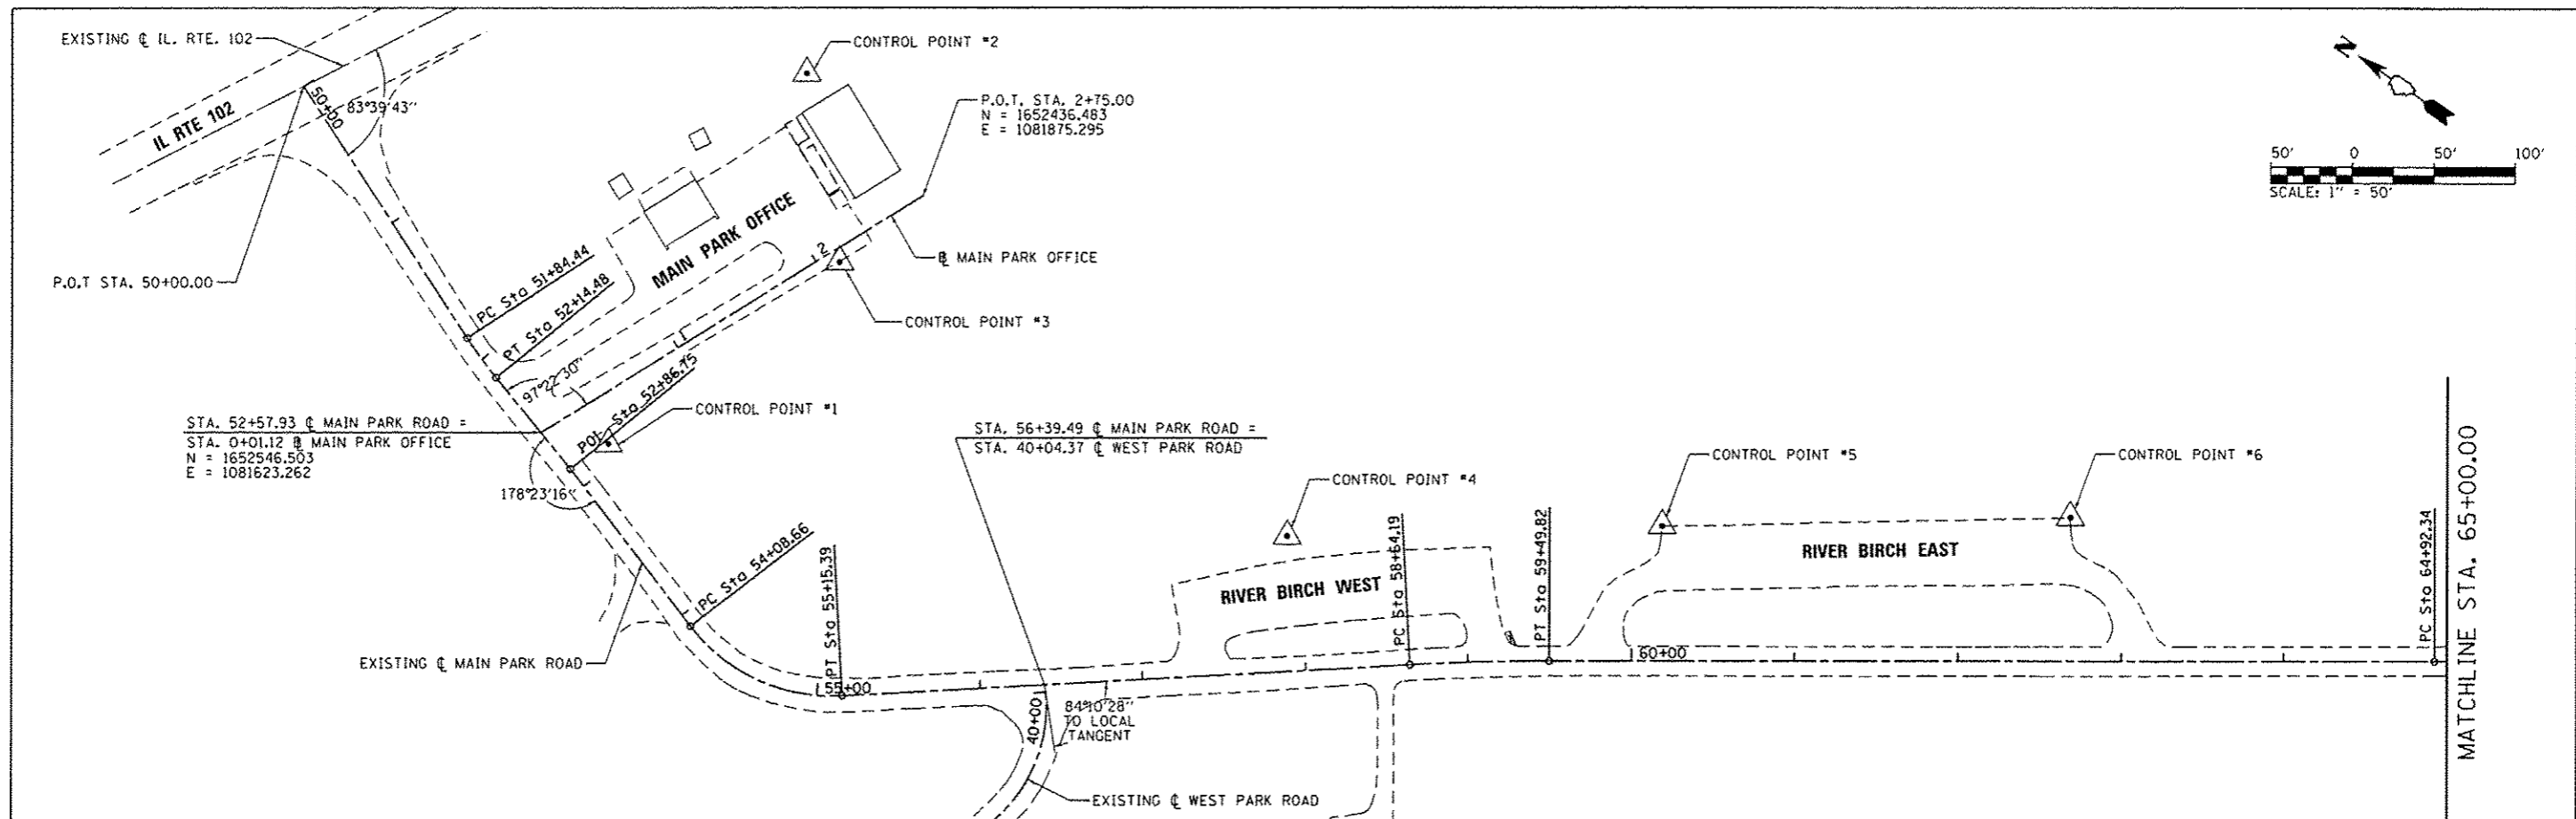 EXISTING ℄ IL. RTE. 102
CONTROL POINT #2
N
50+00
83°39'43"
P.O.T. STA. 2+75.00
N = 1652436.483
E = 1081875.295
IL RTE 102
50' 0 50' 100'
SCALE: 1" = 50'
MAIN PARK OFFICE
2
℄ MAIN PARK OFFICE
P.O.T STA. 50+00.00
PC Sta 51+84.44
PT Sta 52+14.48
CONTROL POINT #3
1
97°22'30"
POI Sta 52+86.75
CONTROL POINT #1
STA. 52+57.93 ℄ MAIN PARK ROAD =
STA. 0+01.12 ℄ MAIN PARK OFFICE
N = 1652546.503
E = 1081623.262
STA. 56+39.49 ℄ MAIN PARK ROAD =
STA. 40+04.37 ℄ WEST PARK ROAD
CONTROL POINT #4
CONTROL POINT #5
CONTROL POINT #6
178°23'16"
PC Sta 54+08.66
PT Sta 55+15.39
PC Sta 58+64.19
PT Sta 59+49.82
RIVER BIRCH EAST
RIVER BIRCH WEST
PC Sta 64+92.34
MATCHLINE STA. 65+00.00
EXISTING ℄ MAIN PARK ROAD
55+00
60+00
40+00
84°10'28"
TO LOCAL
TANGENT
EXISTING ℄ WEST PARK ROAD